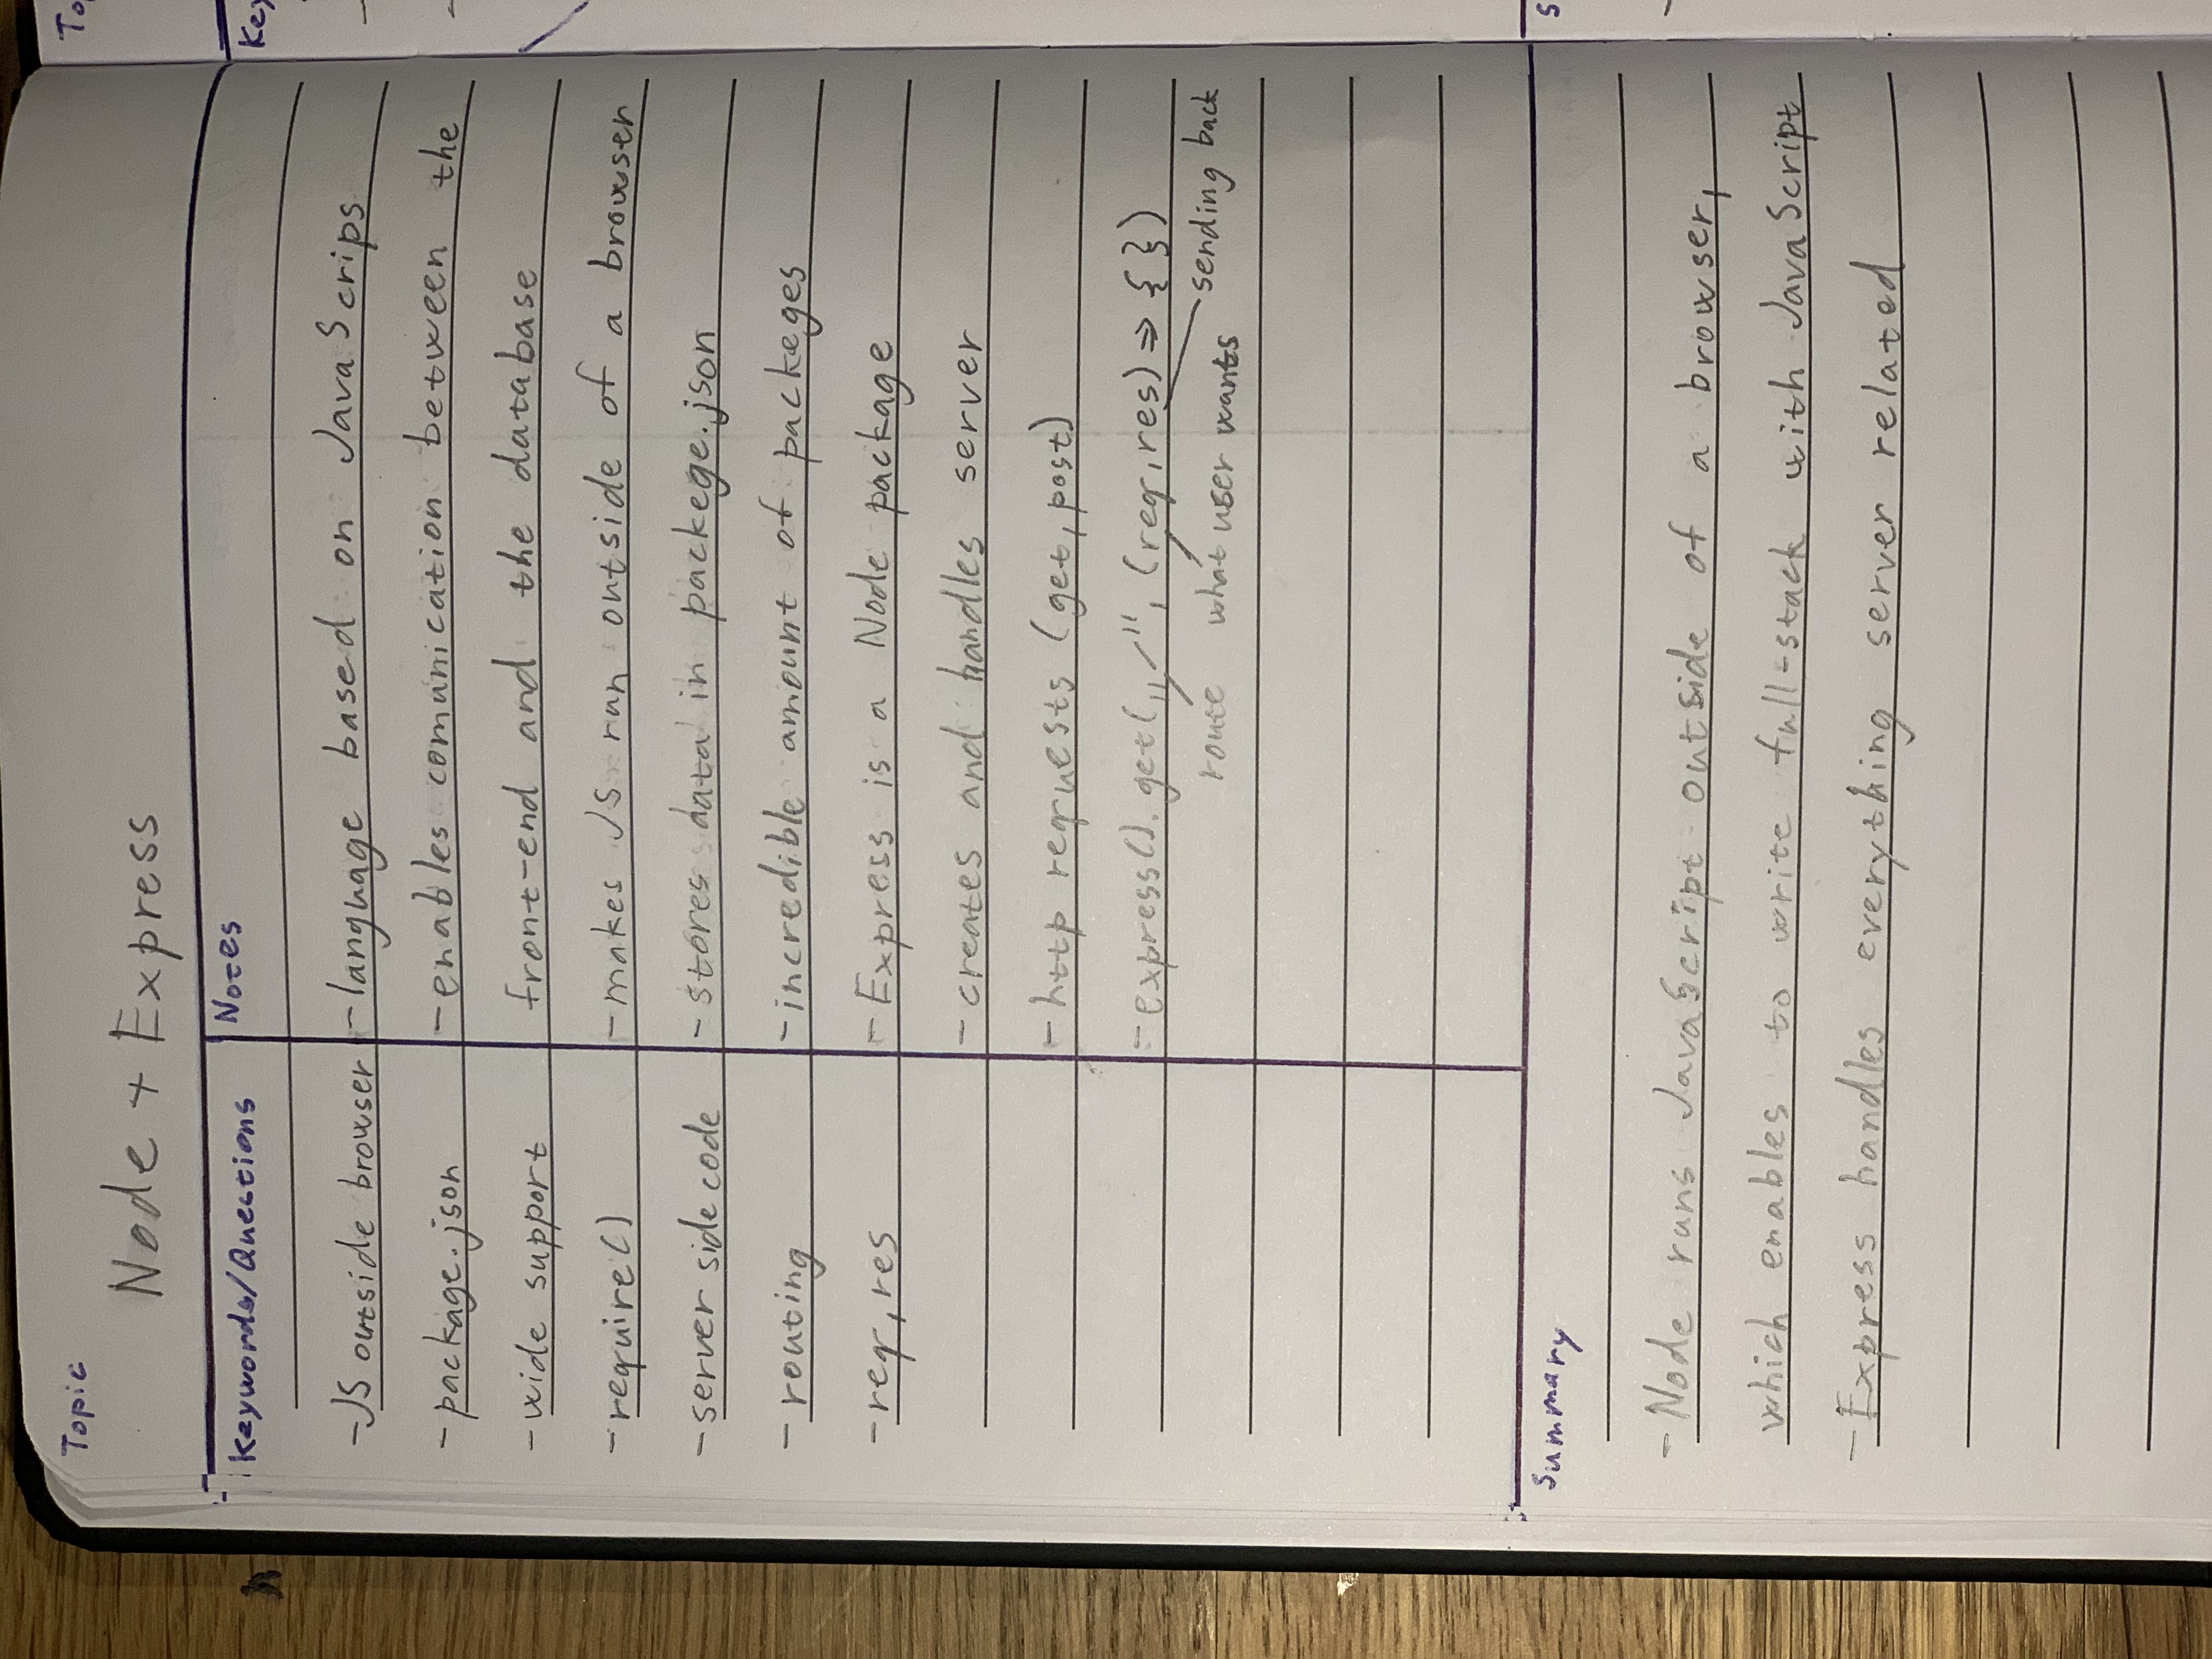 Topic
Node + Express
Keywords/Questions
Notes
-JS outside browser
-package.json
-wide support
-require()
-server side code
-routing
-req, res
-language based on JavaScrips
-enables comunication between the
front-end and the database
-makes JS run outside of a browser
-stores data in packege.json
-incredible amount of packeges
-Express is a Node package
-creates and handles server
-http requests (get, post)
-express().get(„/", (req, res) => { })
route what user wants sending back
Summary
-Node runs JavaScript outside of a browser,
which enables to write full-stack with JavaScript
-Express handles everything server related
To
Key
S